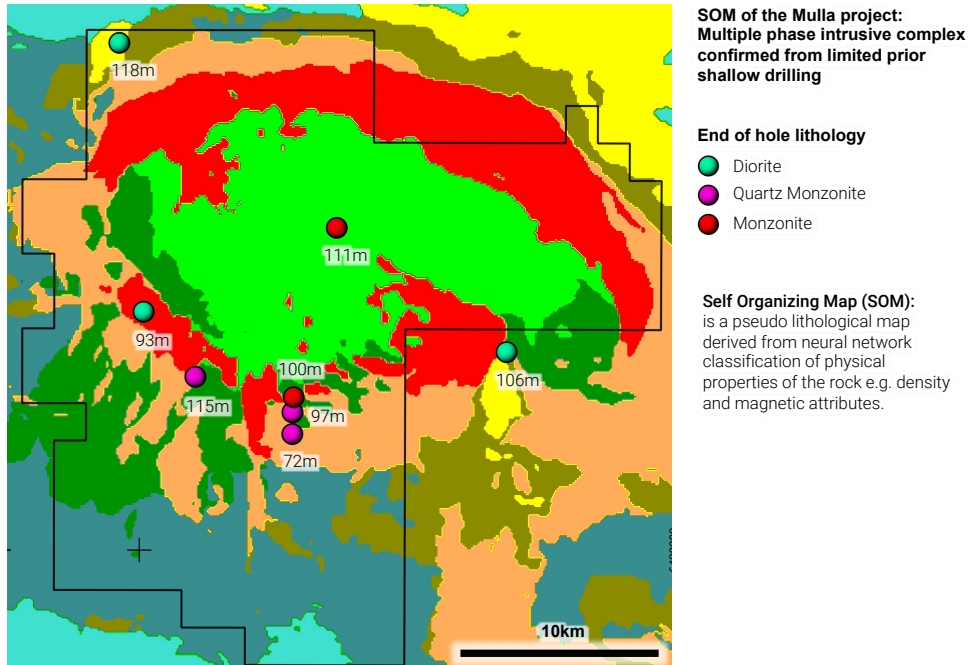 SOM of the Mulla project:
Multiple phase intrusive complex
confirmed from limited prior
shallow drilling
End of hole lithology
Diorite
Quartz Monzonite
Monzonite
Self Organizing Map (SOM):
is a pseudo lithological map
derived from neural network
classification of physical
properties of the rock e.g. density
and magnetic attributes.
118m
111m
93m
106m
100m
115m
97m
72m
10km